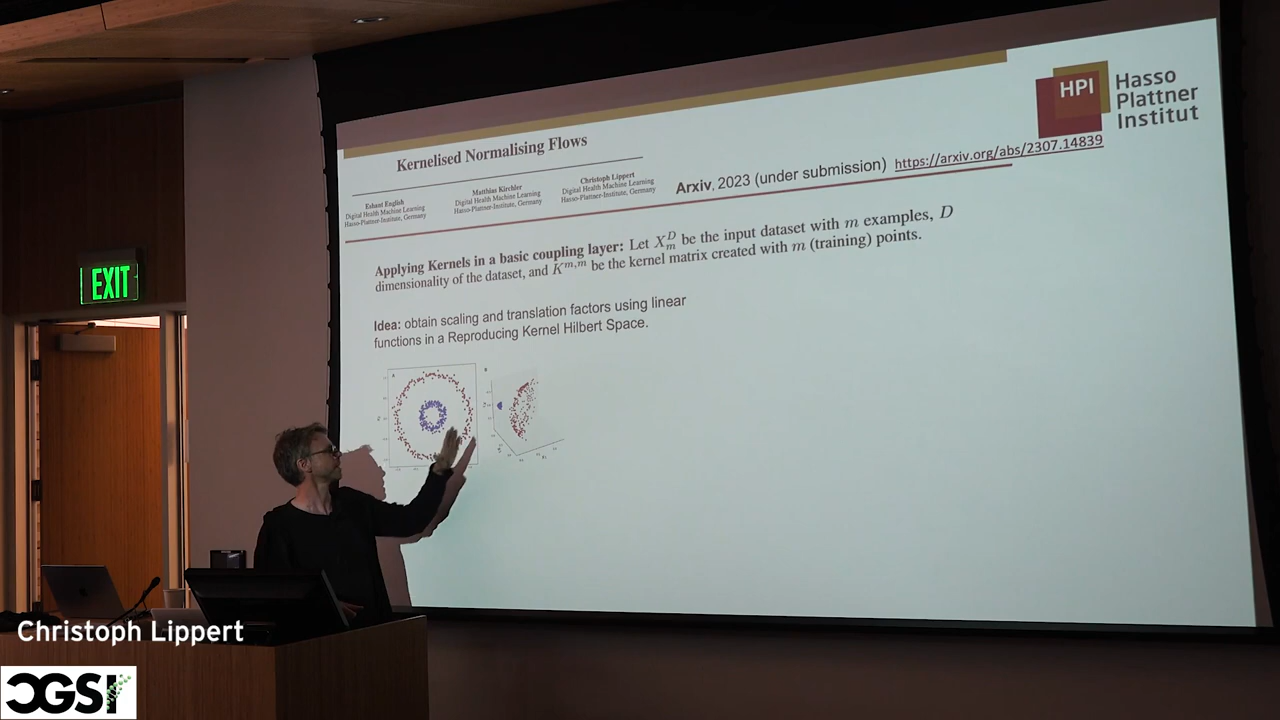 HPI Hasso
Plattner
Institut
Kernelised Normalising Flows
Eshant English
Digital Health Machine Learning
Hasso-Plattner-Institute, Germany
Matthias Kirchler
Digital Health Machine Learning
Hasso-Plattner-Institute, Germany
Christoph Lippert
Digital Health Machine Learning
Hasso-Plattner-Institute, Germany
Arxiv, 2023 (under submission) https://arxiv.org/abs/2307.14839
Applying Kernels in a basic coupling layer: Let X_m^D be the input dataset with m examples, D
dimensionality of the dataset, and K^{m,m} be the kernel matrix created with m (training) points.
Idea: obtain scaling and translation factors using linear
functions in a Reproducing Kernel Hilbert Space.
A
B
EXIT
Christoph Lippert
CGSI